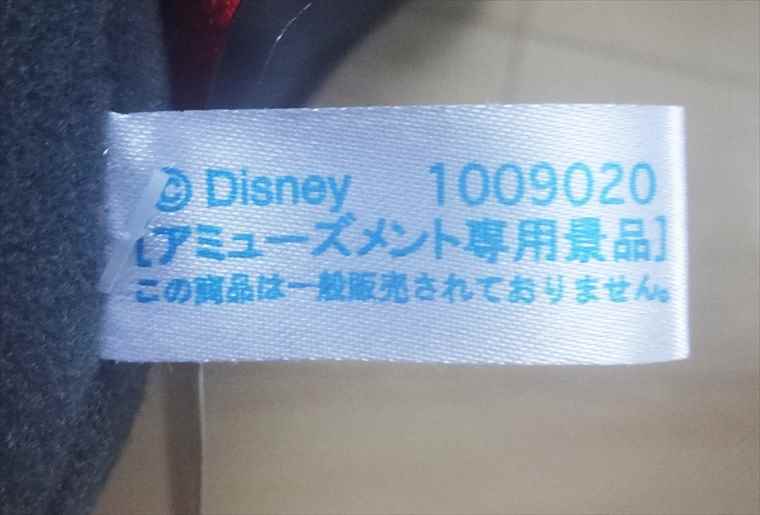 © Disney 1009020
[アミューズメント専用景品]
この商品は一般販売されておりません。